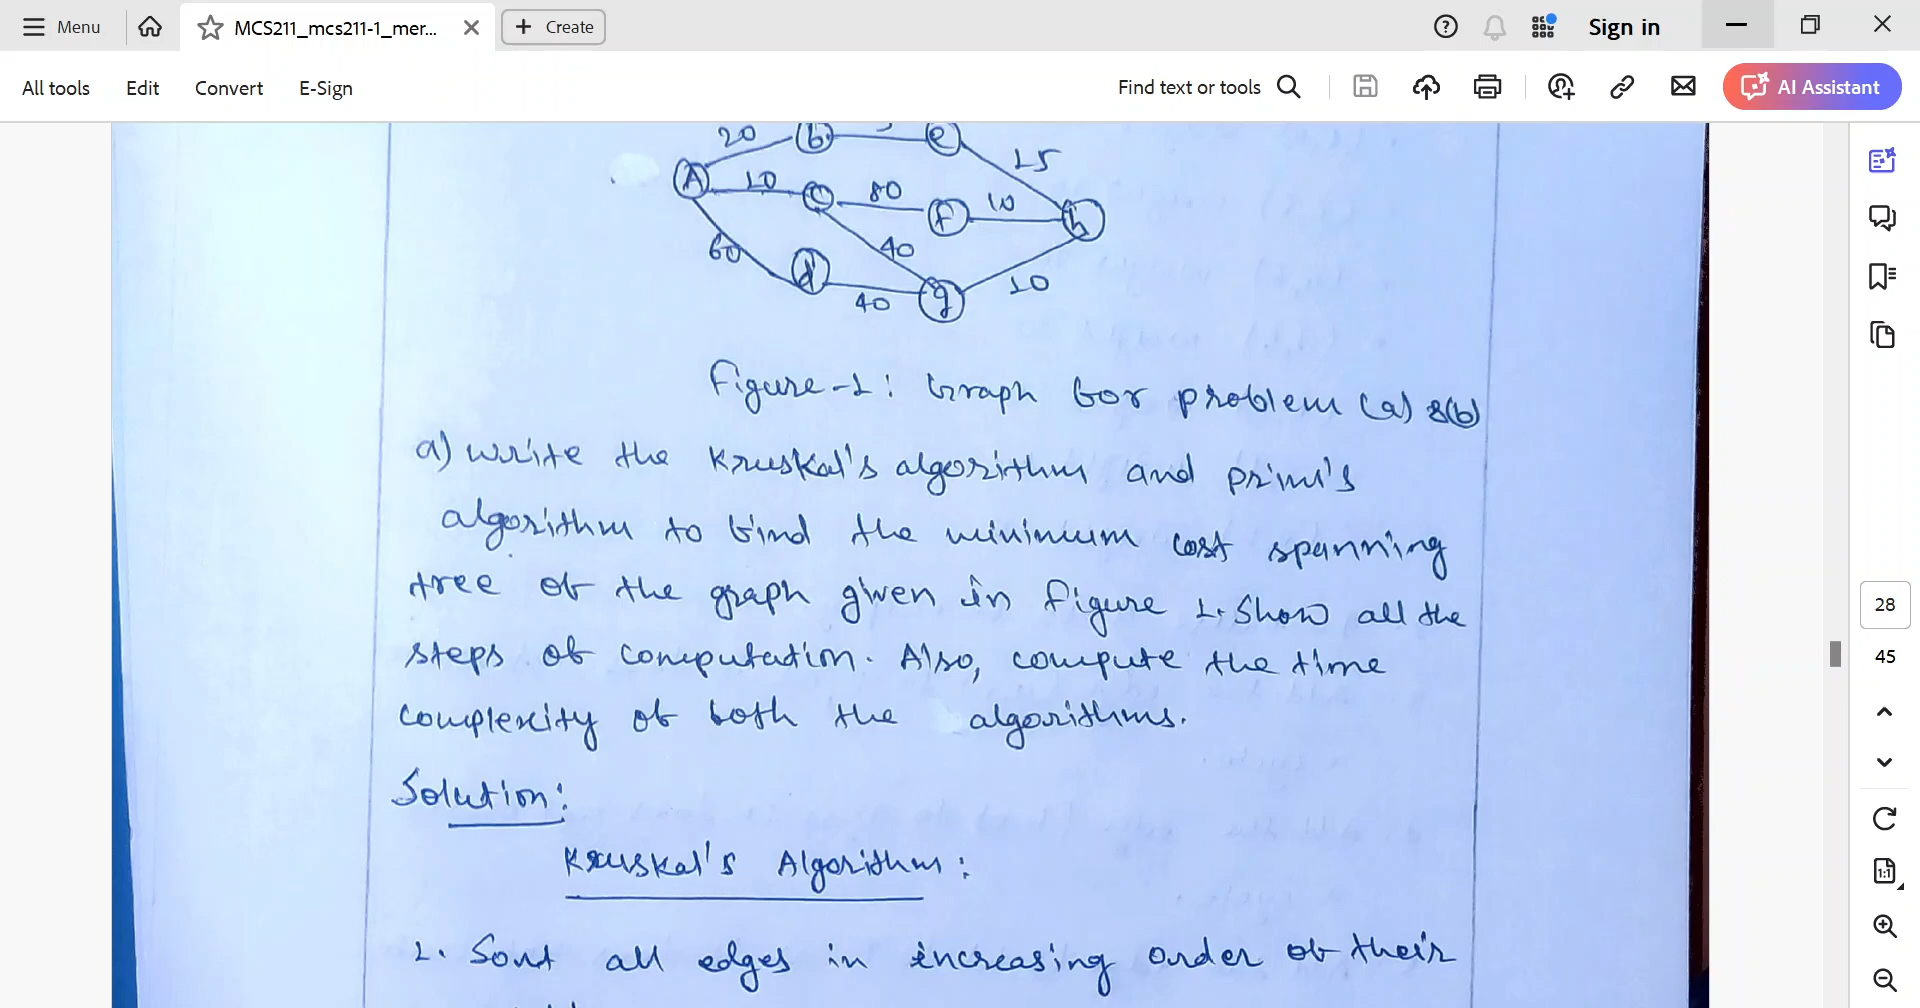 Menu
MCS211_mcs211-1_mer...
Create
Sign in
All tools
Edit
Convert
E-Sign
Find text or tools
AI Assistant
20 b e 15
A 10 c 80 f 10 h
60 d 40 g 10
40
Figure-1: Graph for problem (a) &(b)
a) write the Kruskal's algorithm and prim's
algorithm to find the minimum cost spanning
tree of the graph given in figure 1. Show all the
steps of computation. Also, compute the time
complexity of both the algorithms.
Solution:
Kruskal's Algorithm:
1. Sort all edges in increasing order of their
28
45